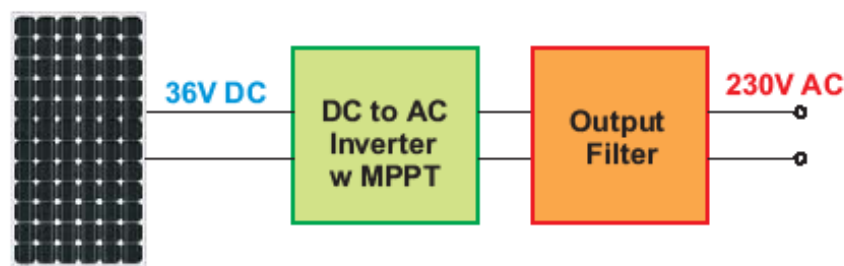 36V DC
DC to AC
Inverter
w MPPT
Output
Filter
230V AC